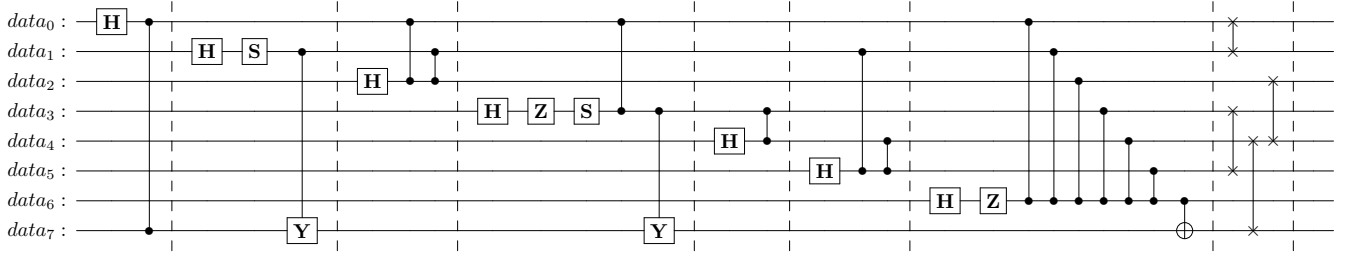 data₀ : H
data₁ : H S
data₂ : H
data₃ : H Z S
data₄ : H
data₅ : H
data₆ : H Z
data₇ : Y Y